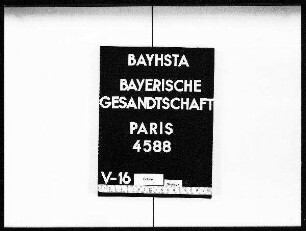 BAYHSTA
BAYERISCHE
GESANDTSCHAFT
PARIS
4588
V-16